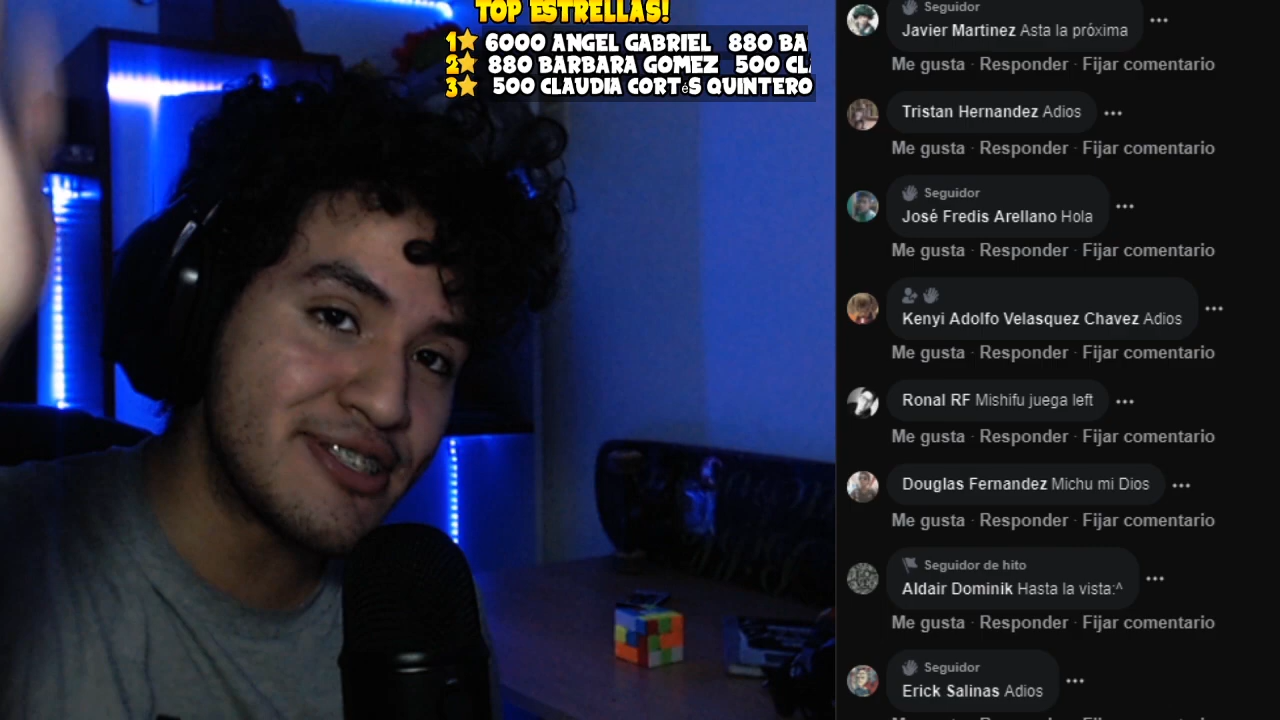 TOP ESTRELLAS!
1 6000 ANGEL GABRIEL 880 BA
2 880 BARBARA GOMEZ 500 CL
3 500 CLAUDIA CORTéS QUINTERO
Seguidor
Javier Martinez Asta la próxima
Me gusta · Responder · Fijar comentario
Tristan Hernandez Adios
Me gusta · Responder · Fijar comentario
Seguidor
José Fredis Arellano Hola
Me gusta · Responder · Fijar comentario
Kenyi Adolfo Velasquez Chavez Adios
Me gusta · Responder · Fijar comentario
Ronal RF Mishifu juega left
Me gusta · Responder · Fijar comentario
Douglas Fernandez Michu mi Dios
Me gusta · Responder · Fijar comentario
Seguidor de hito
Aldair Dominik Hasta la vista:^
Me gusta · Responder · Fijar comentario
Seguidor
Erick Salinas Adios